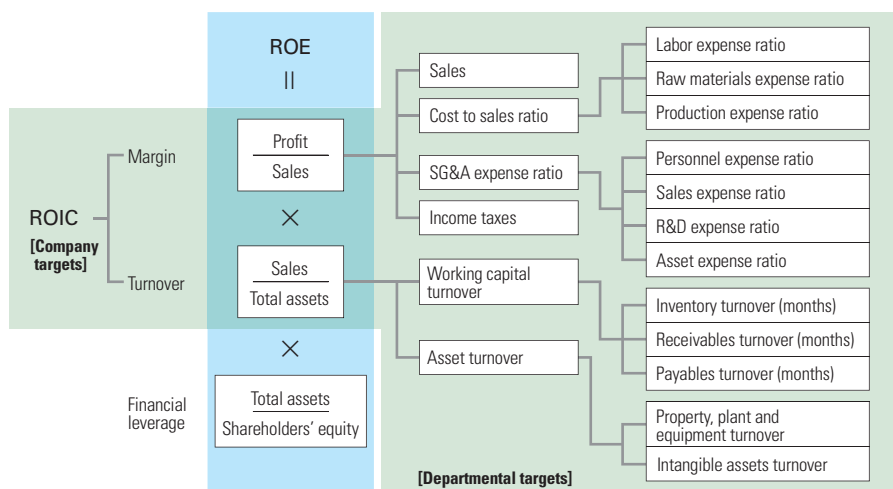 ROE
||
Profit
Sales
×
Sales
Total assets
×
Total assets
Shareholders’ equity
ROIC
[Company
targets]
Margin
Turnover
Financial
leverage
Sales
Cost to sales ratio
SG&A expense ratio
Income taxes
Working capital
turnover
Asset turnover
Labor expense ratio
Raw materials expense ratio
Production expense ratio
Personnel expense ratio
Sales expense ratio
R&D expense ratio
Asset expense ratio
Inventory turnover (months)
Receivables turnover (months)
Payables turnover (months)
Property, plant and
equipment turnover
Intangible assets turnover
[Departmental targets]